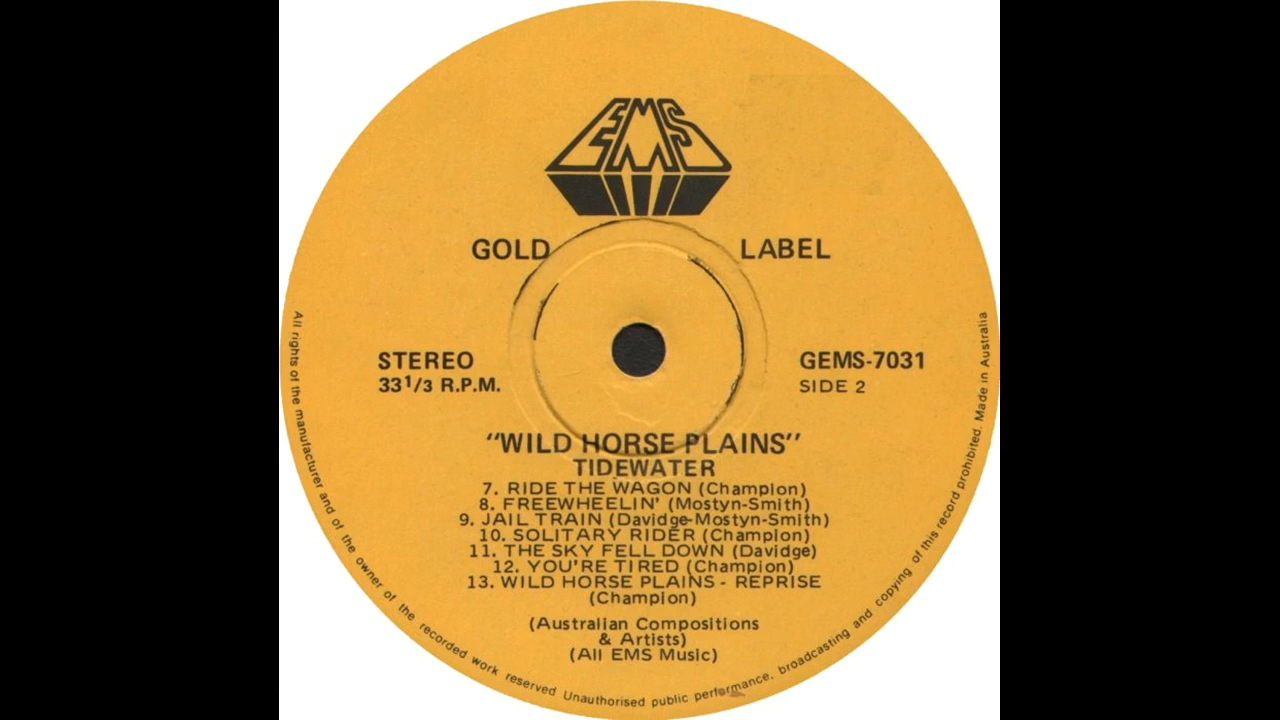 EMS
GOLD LABEL
STEREO
33 1/3 R.P.M.
GEMS-7031
SIDE 2
"WILD HORSE PLAINS"
TIDEWATER
7. RIDE THE WAGON (Champion)
8. FREEWHEELIN' (Mostyn-Smith)
9. JAIL TRAIN (Davidge-Mostyn-Smith)
10. SOLITARY RIDER (Champion)
11. THE SKY FELL DOWN (Davidge)
12. YOU'RE TIRED (Champion)
13. WILD HORSE PLAINS - REPRISE
(Champion)
(Australian Compositions
& Artists)
(All EMS Music)
All rights of the manufacturer and of the owner of the recorded work reserved Unauthorised public performance, broadcasting and copying of this record prohibited. Made in Australia